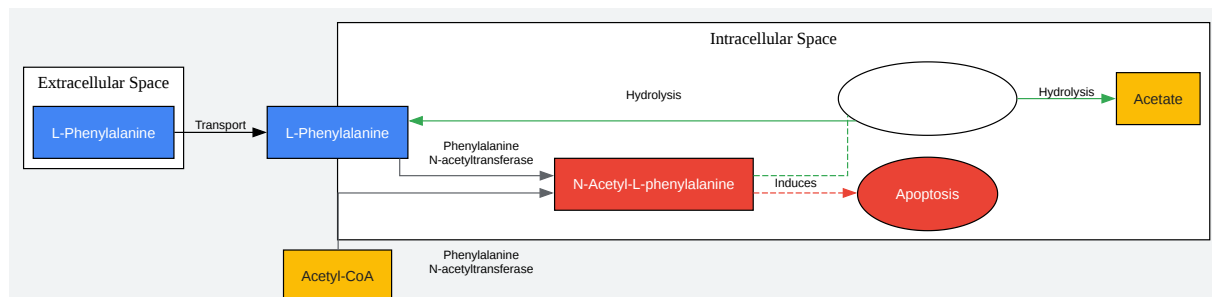 Intracellular Space
Extracellular Space
L-Phenylalanine
Transport
L-Phenylalanine
Hydrolysis
Hydrolysis
Acetate
Phenylalanine
N-acetyltransferase
N-Acetyl-L-phenylalanine
Induces
Apoptosis
Acetyl-CoA
Phenylalanine
N-acetyltransferase